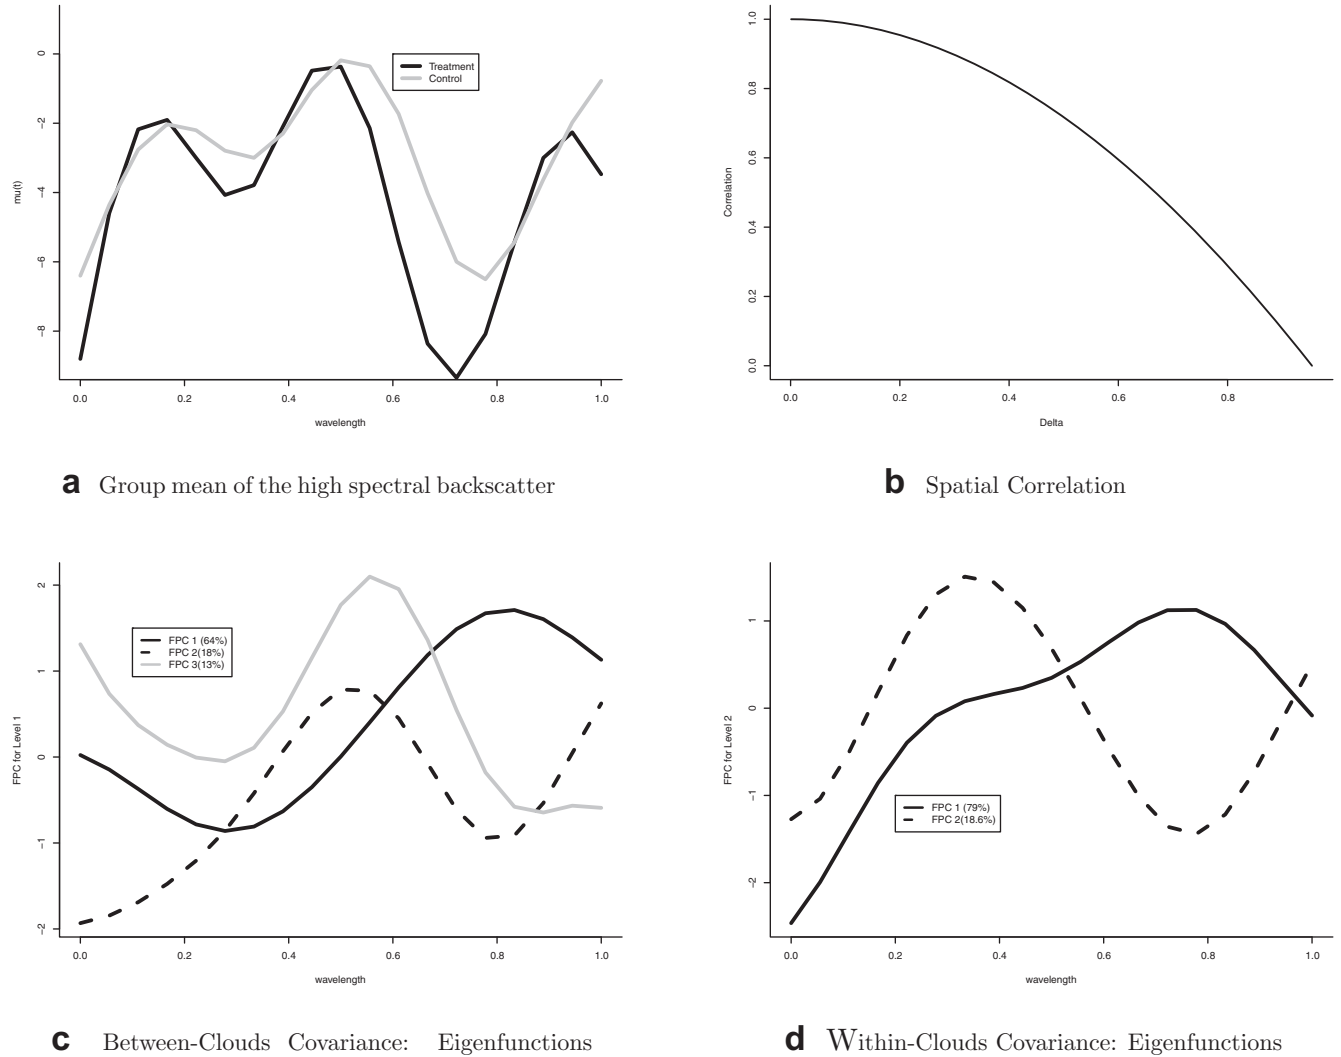 mu(t)
0
−2
−4
−6
−8
Treatment
Control
0.0 0.2 0.4 0.6 0.8 1.0
wavelength
a Group mean of the high spectral backscatter
Correlation
1.0
0.8
0.6
0.4
0.2
0.0
0.0 0.2 0.4 0.6 0.8
Delta
b Spatial Correlation
FPC for Level 1
2
1
0
−1
−2
FPC 1 (64%)
FPC 2(18%)
FPC 3(13%)
0.0 0.2 0.4 0.6 0.8 1.0
wavelength
c Between-Clouds Covariance: Eigenfunctions
FPC for Level 2
1
0
−1
−2
FPC 1 (79%)
FPC 2(18.6%)
0.0 0.2 0.4 0.6 0.8 1.0
wavelength
d Within-Clouds Covariance: Eigenfunctions